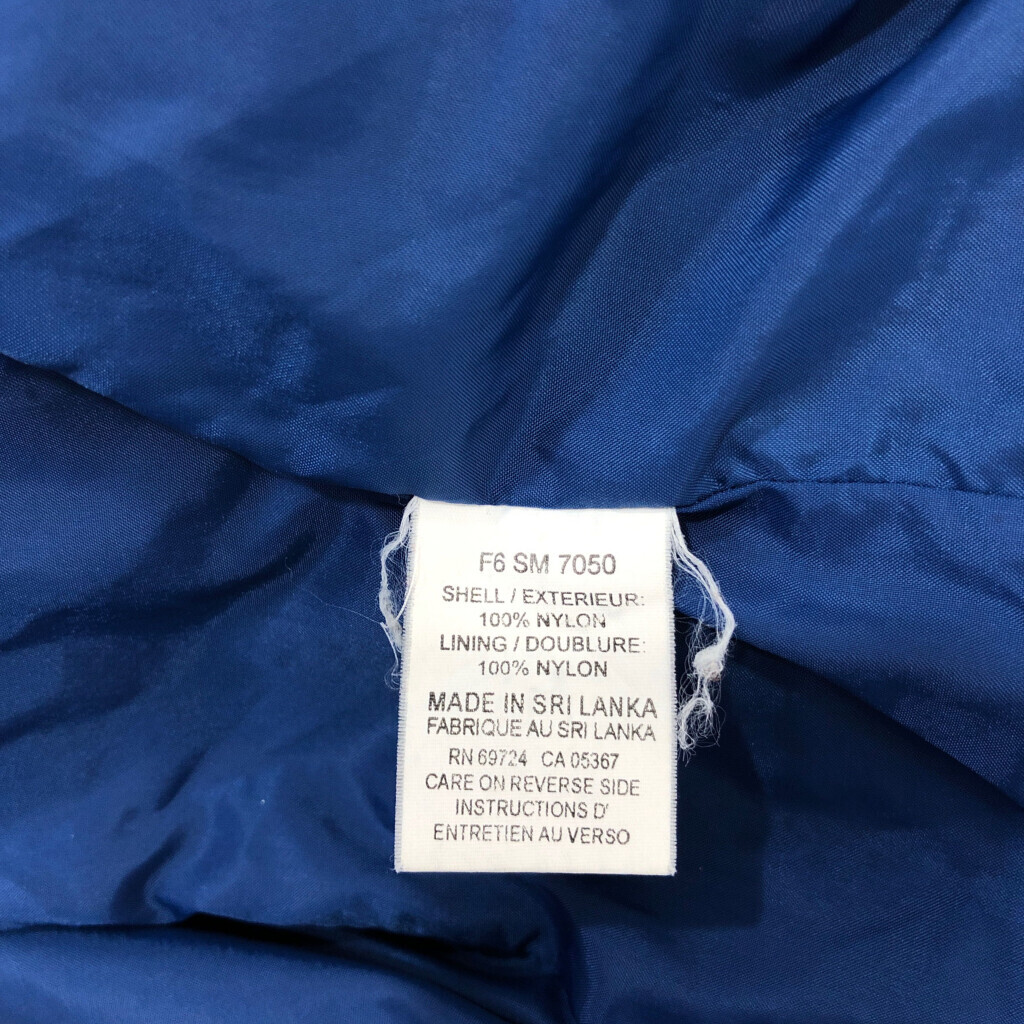 F6 SM 7050
SHELL / EXTERIEUR:
100% NYLON
LINING / DOUBLURE:
100% NYLON
MADE IN SRI LANKA
FABRIQUE AU SRI LANKA
RN 69724 CA 05367
CARE ON REVERSE SIDE
INSTRUCTIONS D'
ENTRETIEN AU VERSO